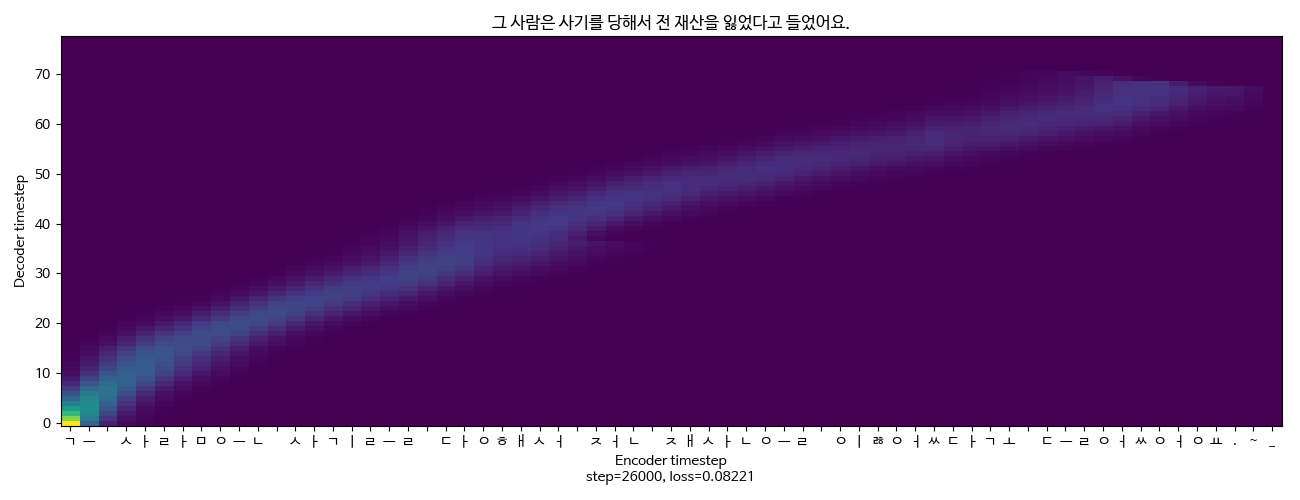 그 사람은 사기를 당해서 전 재산을 잃었다고 들었어요.
Decoder timestep
70
60
50
40
30
20
10
0
ㄱ ㅡ ㅅ ㅏ ㄹ ㅏ ㅁ ㅇ ㅡ ㄴ ㅅ ㅏ ㄱ ㅣ ㄹ ㅡ ㄹ ㄷ ㅏ ㅇ ㅎ ㅐ ㅅ ㅓ ㅈ ㅓ ㄴ ㅈ ㅐ ㅅ ㅏ ㄴ ㅇ ㅡ ㄹ ㅇ ㅣ ㅀ ㅇ ㅓ ㅆ ㄷ ㅏ ㄱ ㅗ ㄷ ㅡ ㄹ ㅇ ㅓ ㅆ ㅇ ㅓ ㅇ ㅛ . ~ _
Encoder timestep
step=26000, loss=0.08221